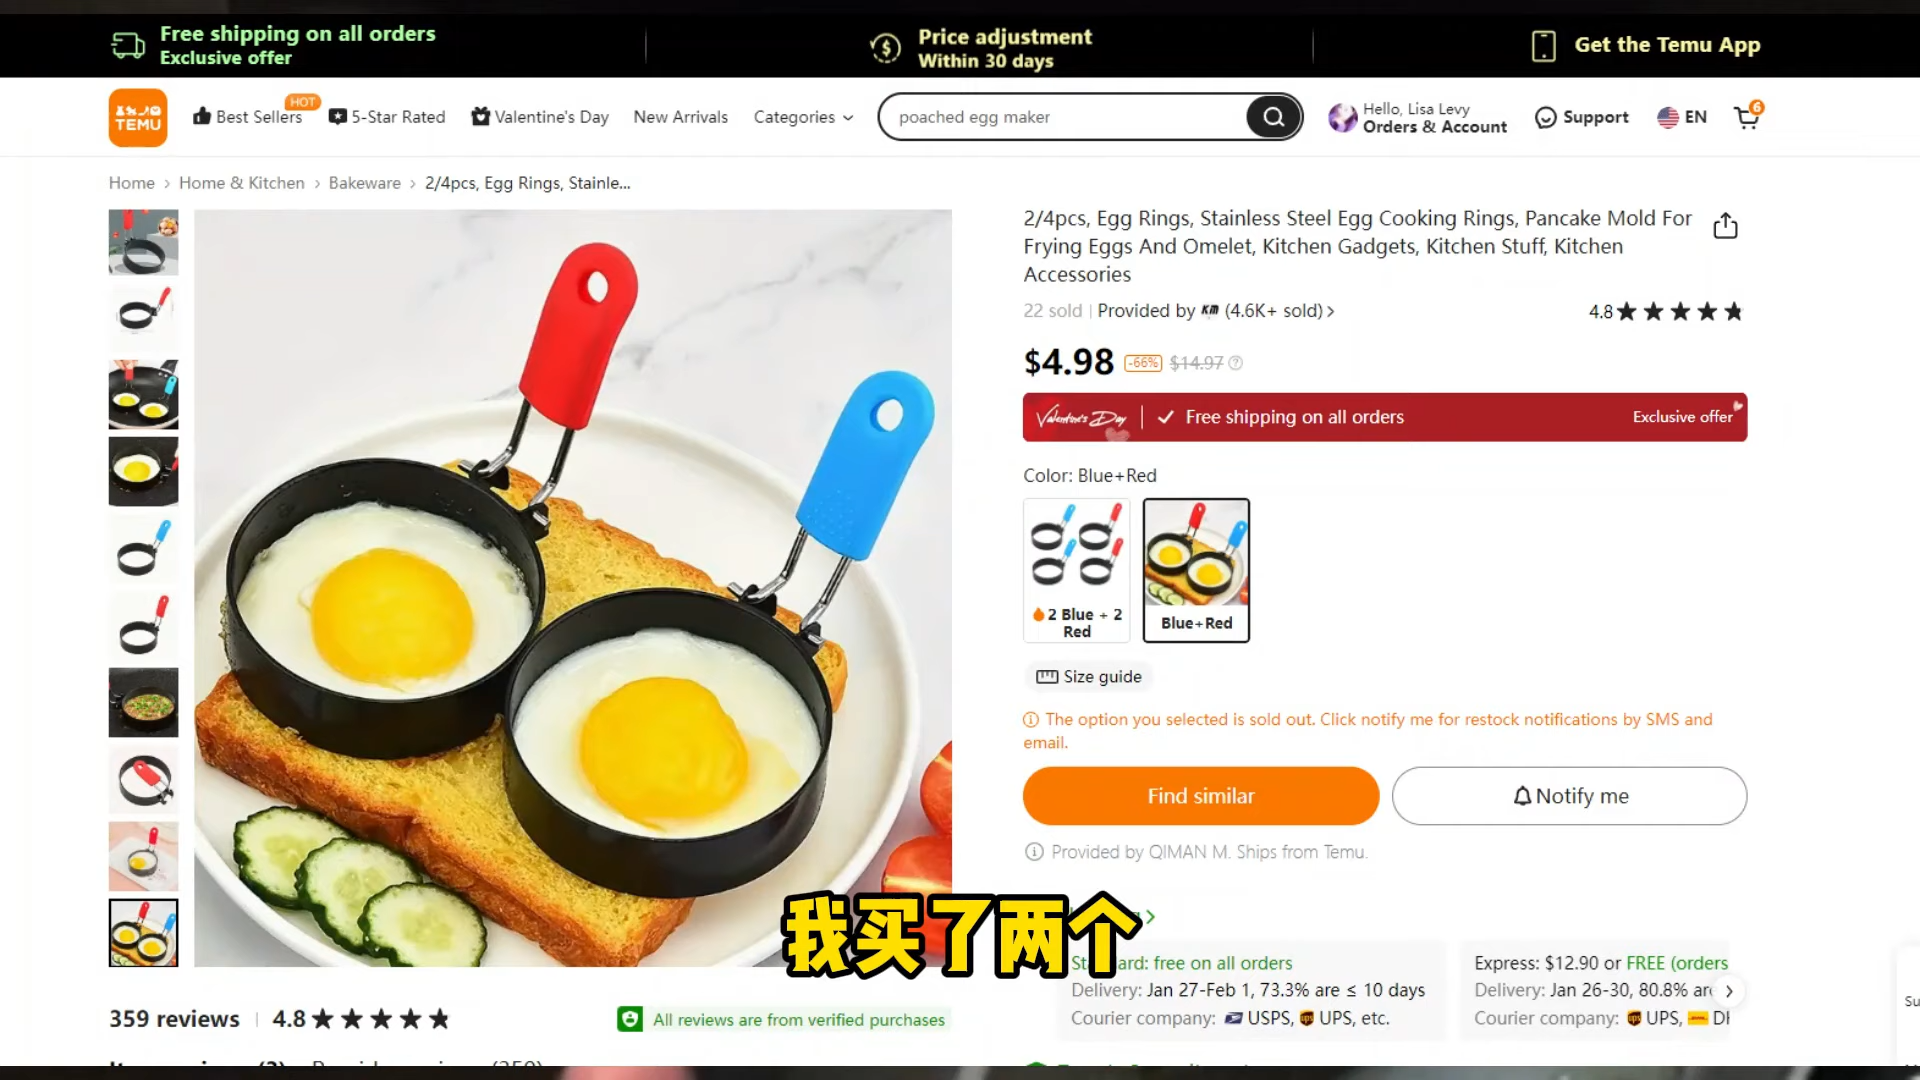 Free shipping on all orders
Exclusive offer
Price adjustment
Within 30 days
Get the Temu App
TEMU
Best Sellers
HOT
5-Star Rated
Valentine's Day
New Arrivals
Categories
poached egg maker
Hello, Lisa Levy
Orders & Account
Support
EN
6
Home › Home & Kitchen › Bakeware › 2/4pcs, Egg Rings, Stainle...
2/4pcs, Egg Rings, Stainless Steel Egg Cooking Rings, Pancake Mold For
Frying Eggs And Omelet, Kitchen Gadgets, Kitchen Stuff, Kitchen
Accessories
22 sold | Provided by KM (4.6K+ sold) >
4.8
$4.98 -66% $14.97
Valentine's Day
Free shipping on all orders
Exclusive offer
Color: Blue+Red
2 Blue + 2
Red
Blue+Red
Size guide
The option you selected is sold out. Click notify me for restock notifications by SMS and
email.
Find similar
Notify me
Provided by QIMAN M. Ships from Temu.
我买了两个
free on all orders
Delivery: Jan 27-Feb 1, 73.3% are ≤ 10 days
Courier company: USPS, UPS, etc.
Express: $12.90 or FREE (orders
Delivery: Jan 26-30, 80.8%
Courier company: UPS,
359 reviews
4.8
All reviews are from verified purchases